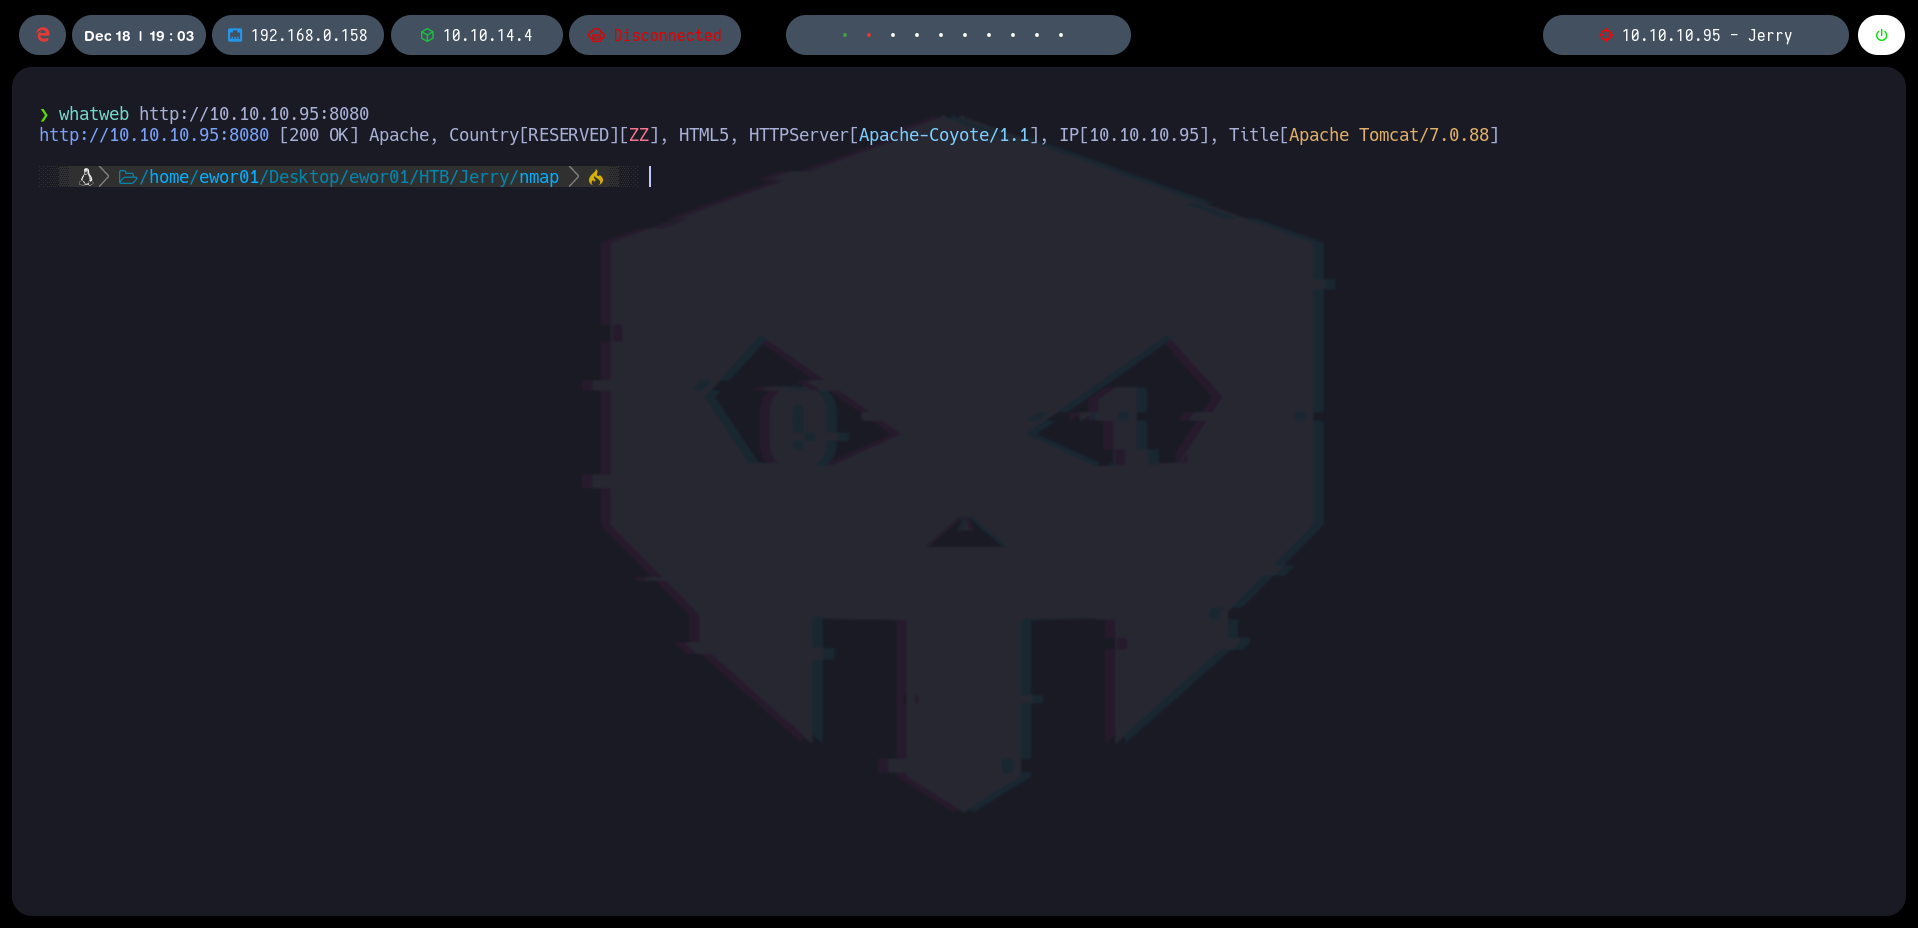 Dec 18 | 19 : 03 192.168.0.158 10.10.14.4 Disconnected 10.10.10.95 - Jerry
❯ whatweb http://10.10.10.95:8080
http://10.10.10.95:8080 [200 OK] Apache, Country[RESERVED][ZZ], HTML5, HTTPServer[Apache-Coyote/1.1], IP[10.10.10.95], Title[Apache Tomcat/7.0.88]
/home/ewor01/Desktop/ewor01/HTB/Jerry/nmap
0 1